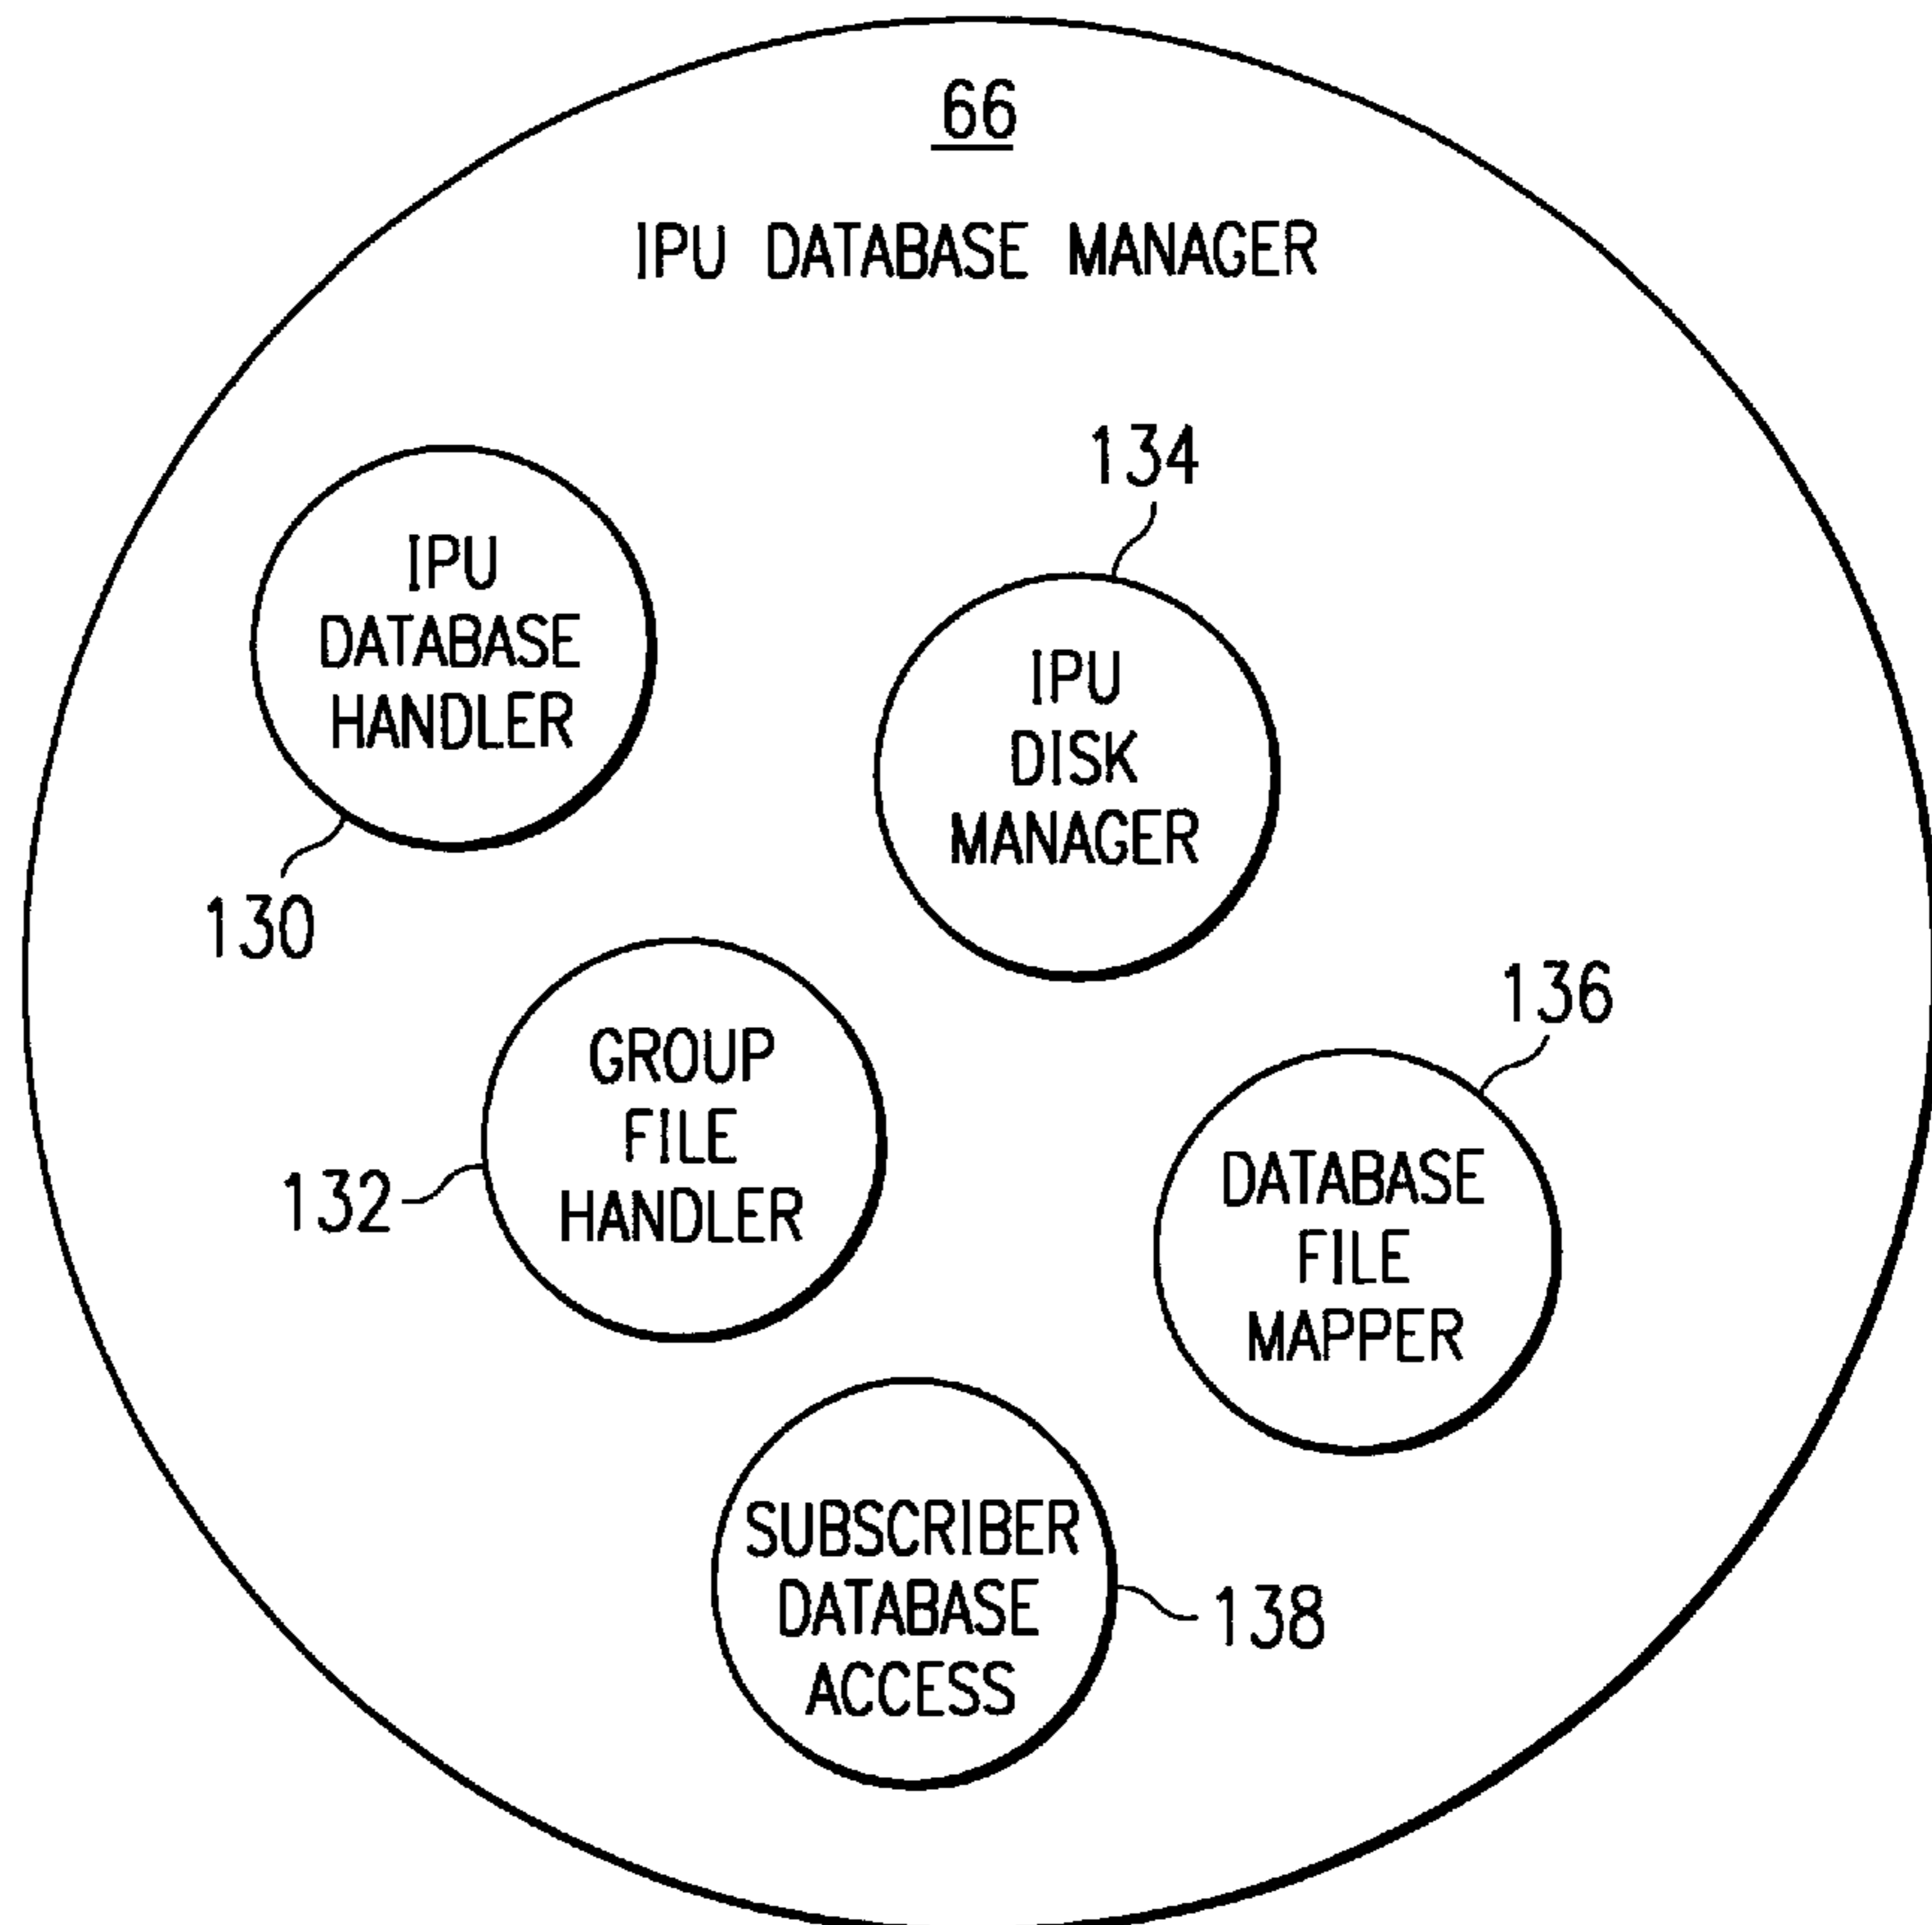 66
IPU DATABASE MANAGER
134
IPU
DATABASE
HANDLER
130
IPU
DISK
MANAGER
136
GROUP
FILE
HANDLER
132
DATABASE
FILE
MAPPER
SUBSCRIBER
DATABASE
ACCESS
138